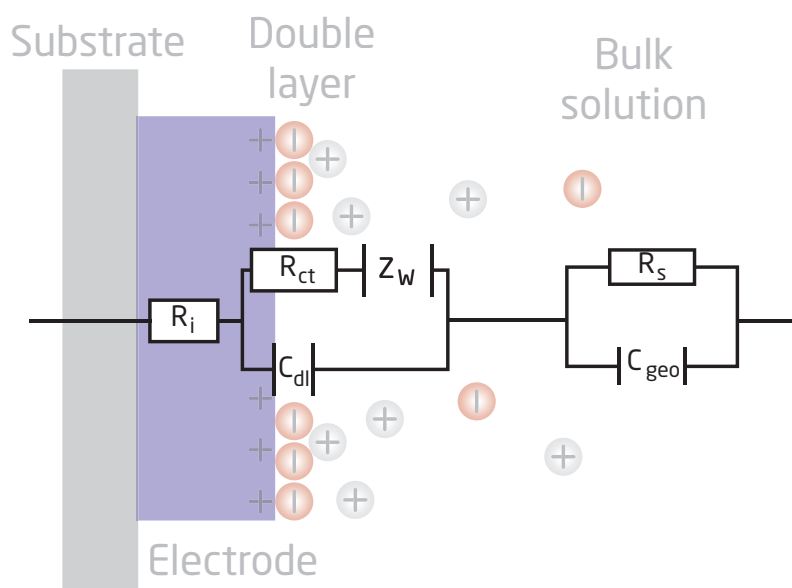 Substrate
Double
layer
Bulk
solution
R_ct
Z_W
R_s
R_i
C_dl
C_geo
Electrode